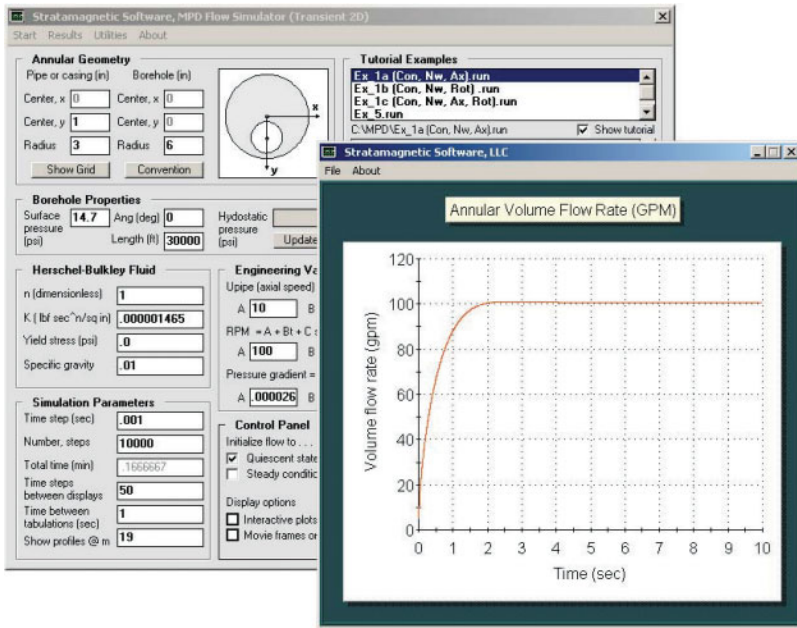 Stratamagnetic Software, MPD Flow Simulator (Transient 2D)
Start Results Utilities About
Annular Geometry
Pipe or casing (in) Borehole (in)
Center, x 0 Center, x 0
Center, y 1 Center, y 0
Radius 3 Radius 6
Show Grid Convention
x
y
Tutorial Examples
Ex_1a (Con, Nw, Ax).run
Ex_1b (Con, Nw, Rot) .run
Ex_1c (Con, Nw, Ax, Rot).run
Ex_5.run
C:\MPD\Ex_1a (Con, Nw, Ax).run Show tutorial
Borehole Properties
Surface pressure (psi) 14.7 Ang (deg) 0
Length (ft) 30000
Hydostatic pressure (psi)
Update
Herschel-Bulkley Fluid
n (dimensionless) 1
K ( lbf sec^n/sq in) .000001465
Yield stress (psi) .0
Specific gravity .01
Engineering Va
Upipe (axial speed)
A 10 B
RPM = A + Bt + C s
A 100 B
Pressure gradient =
A .000026 B
Simulation Parameters
Time step (sec) .001
Number, steps 10000
Total time (min) .1666667
Time steps between displays 50
Time between tabulations (sec) 1
Show profiles @ m 19
Control Panel
Initialize flow to . . .
Quiescent state
Steady conditio
Display options
Interactive plots
Movie frames or
Stratamagnetic Software, LLC
File About
Annular Volume Flow Rate (GPM)
Volume flow rate (gpm)
120
100
80
60
40
20
0
0 1 2 3 4 5 6 7 8 9 10
Time (sec)